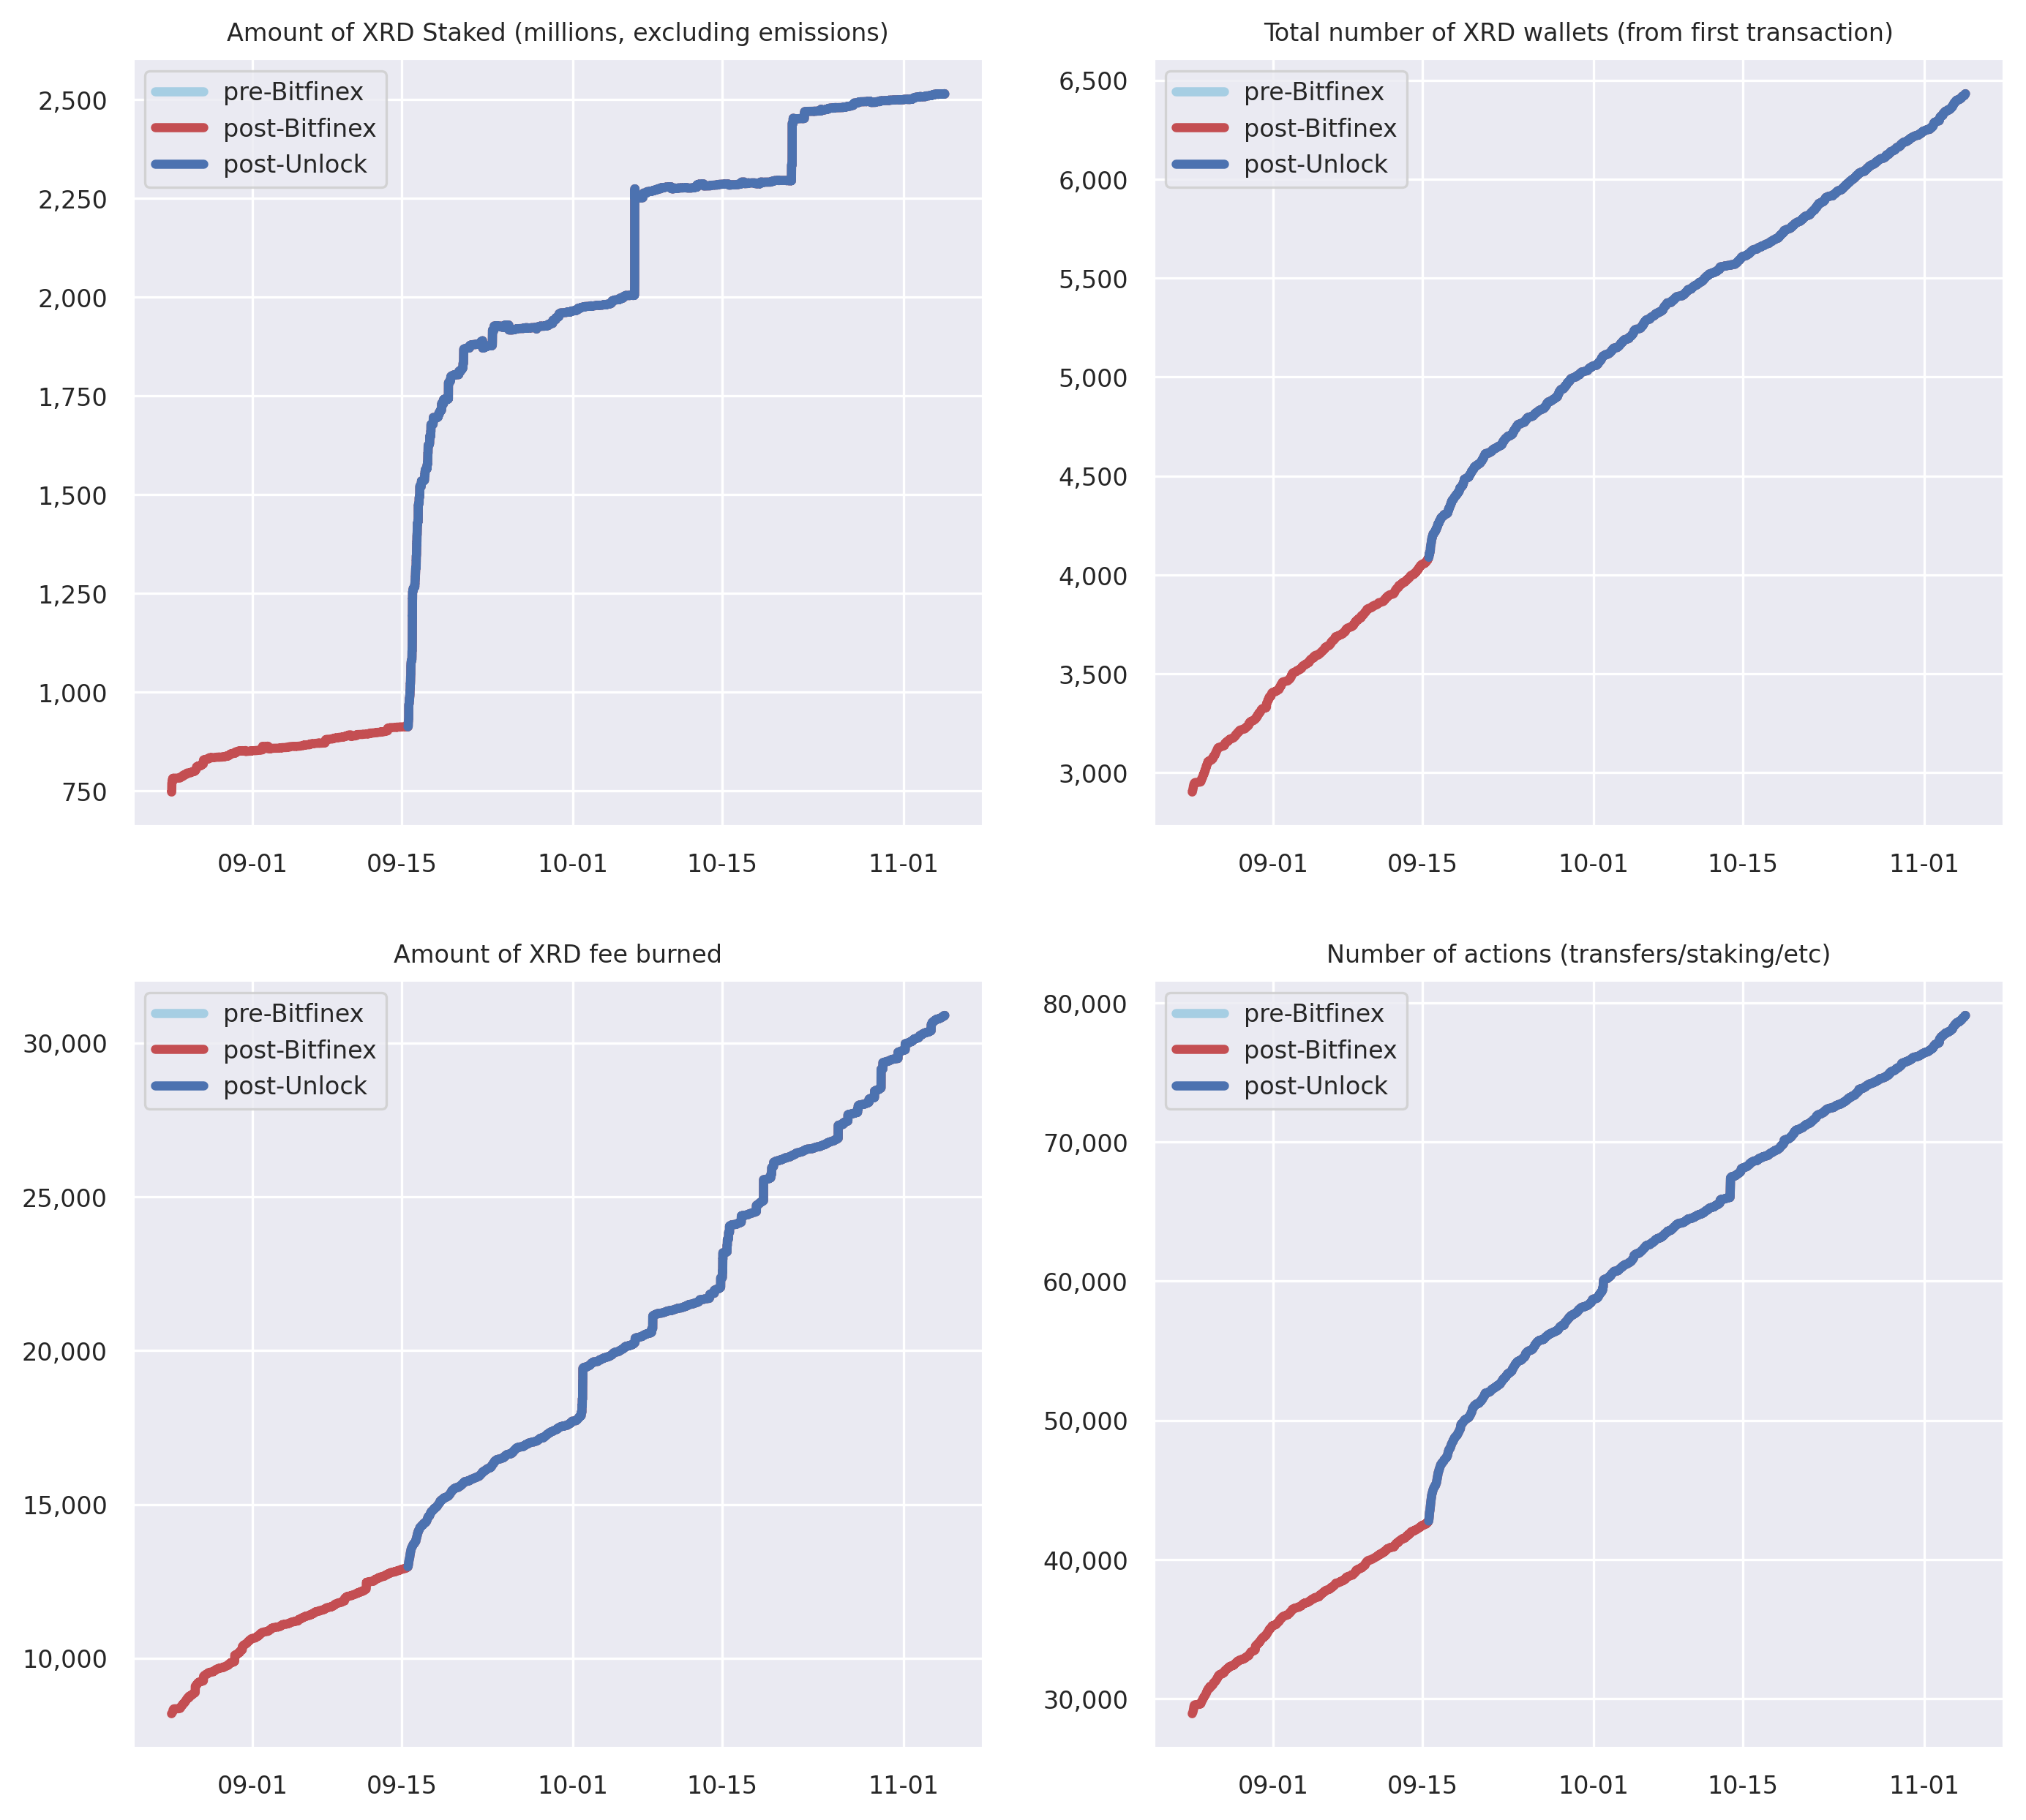 Amount of XRD Staked (millions, excluding emissions)
pre-Bitfinex
post-Bitfinex
post-Unlock
2,500
2,250
2,000
1,750
1,500
1,250
1,000
750
09-01
09-15
10-01
10-15
11-01
Total number of XRD wallets (from first transaction)
pre-Bitfinex
post-Bitfinex
post-Unlock
6,500
6,000
5,500
5,000
4,500
4,000
3,500
3,000
09-01
09-15
10-01
10-15
11-01
Amount of XRD fee burned
pre-Bitfinex
post-Bitfinex
post-Unlock
30,000
25,000
20,000
15,000
10,000
09-01
09-15
10-01
10-15
11-01
Number of actions (transfers/staking/etc)
pre-Bitfinex
post-Bitfinex
post-Unlock
80,000
70,000
60,000
50,000
40,000
30,000
09-01
09-15
10-01
10-15
11-01